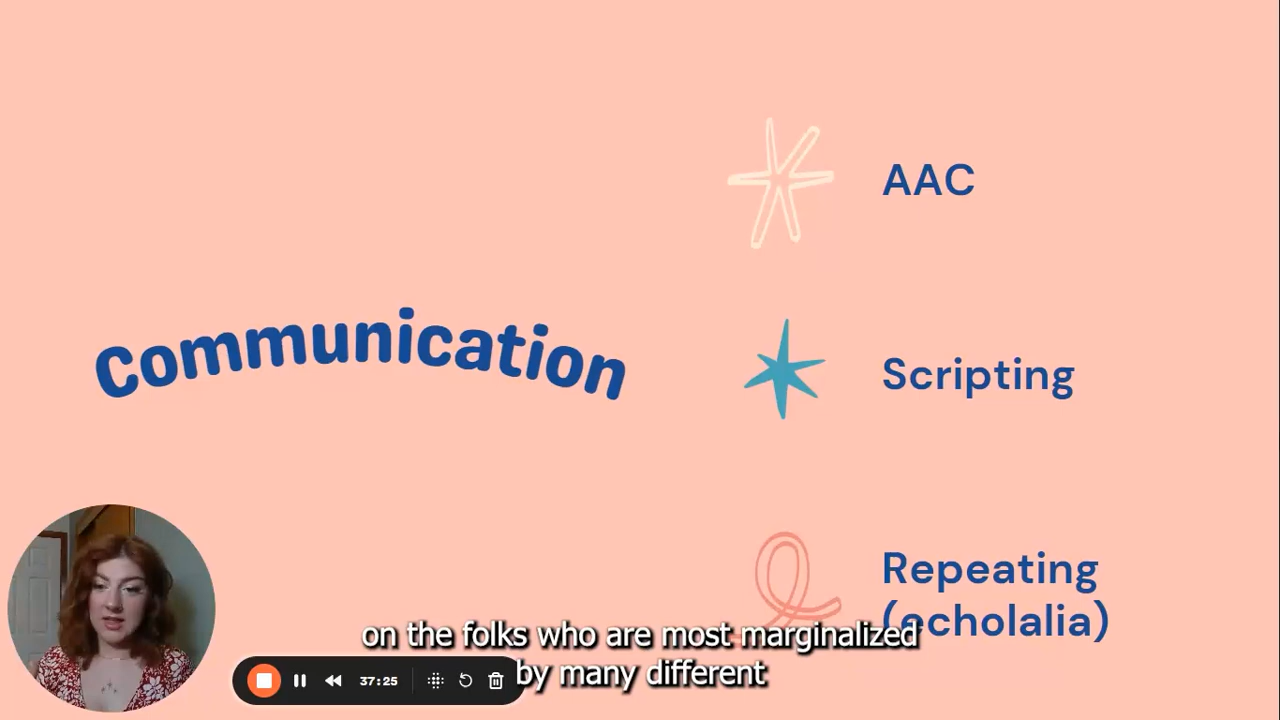 AAC
Communication
Scripting
Repeating
(echolalia)
on the folks who are most marginalized
by many different
37:25